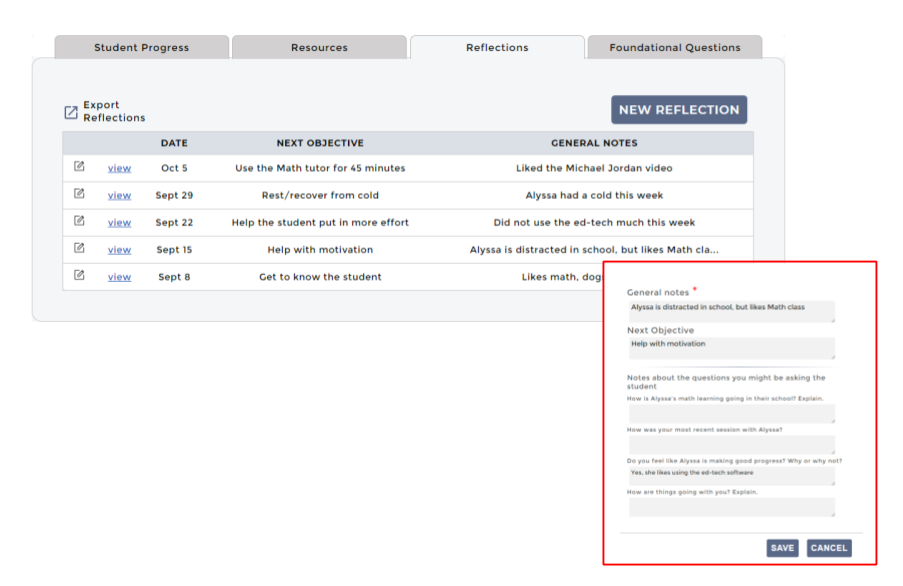 Student Progress
Resources
Reflections
Foundational Questions
Export
Reflections
NEW REFLECTION
DATE NEXT OBJECTIVE GENERAL NOTES
view Oct 5 Use the Math tutor for 45 minutes Liked the Michael Jordan video
view Sept 29 Rest/recover from cold Alyssa had a cold this week
view Sept 22 Help the student put in more effort Did not use the ed-tech much this week
view Sept 15 Help with motivation Alyssa is distracted in school, but likes Math cla...
view Sept 8 Get to know the student Likes math, dog
General notes *
Alyssa is distracted in school, but likes Math class
Next Objective
Help with motivation
Notes about the questions you might be asking the
student
How is Alyssa's math learning going in their school? Explain.
How was your most recent session with Alyssa?
Do you feel like Alyssa is making good progress? Why or why not?
Yes, she likes using the ed-tech software
How are things going with you? Explain.
SAVE CANCEL